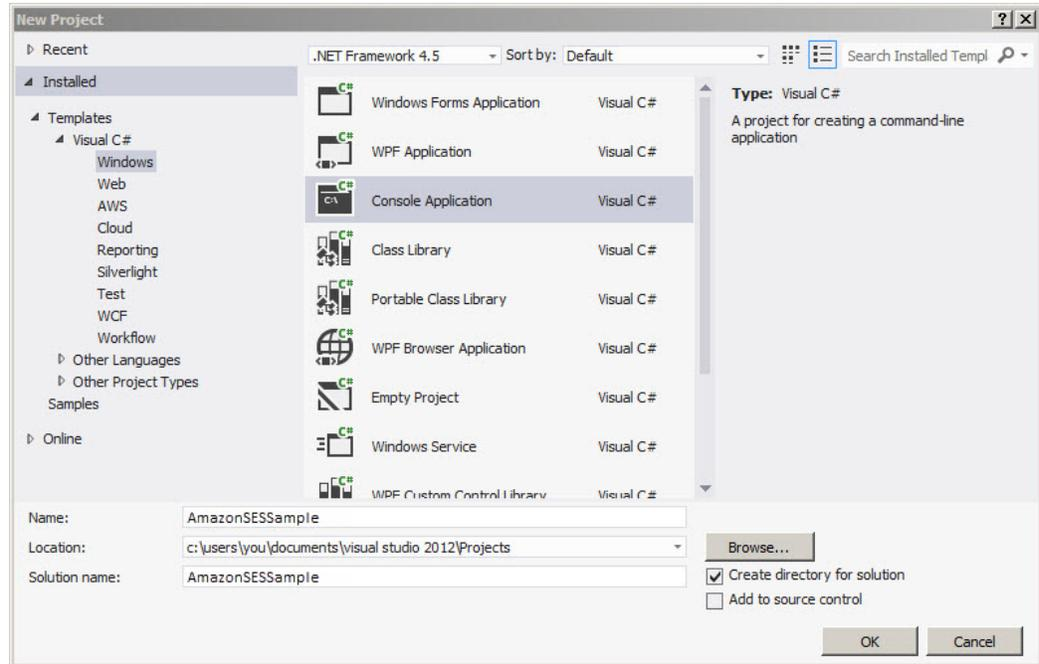 New Project
? X
Recent
.NET Framework 4.5
Sort by: Default
Search Installed Templ
Installed
Templates
Visual C#
Windows
Web
AWS
Cloud
Reporting
Silverlight
Test
WCF
Workflow
Other Languages
Other Project Types
Samples
Online
C# Windows Forms Application Visual C#
C# WPF Application Visual C#
C# C:\ Console Application Visual C#
C# Class Library Visual C#
C# Portable Class Library Visual C#
C# WPF Browser Application Visual C#
C# Empty Project Visual C#
C# Windows Service Visual C#
C# WPF Custom Control Library Visual C#
Type: Visual C#
A project for creating a command-line
application
Name: AmazonSESSample
Location: c:\users\you\documents\visual studio 2012\Projects
Browse...
Solution name: AmazonSESSample
Create directory for solution
Add to source control
OK Cancel